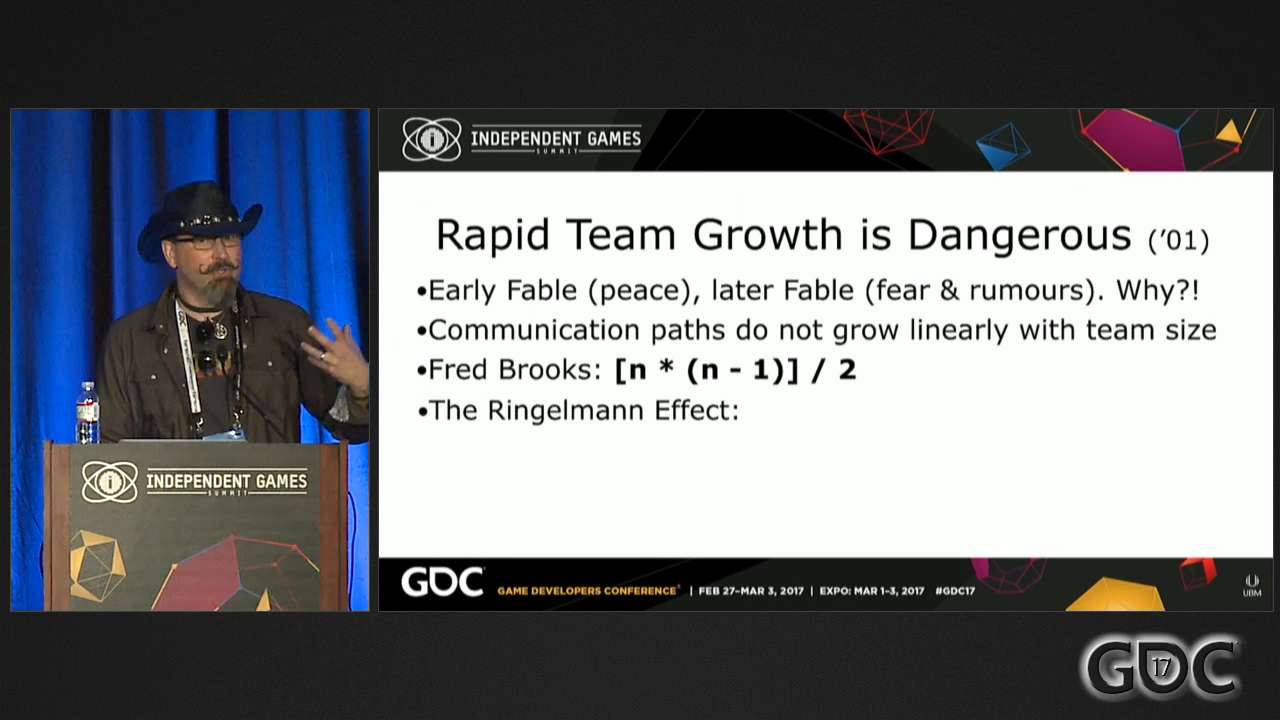 INDEPENDENT GAMES
SUMMIT
Rapid Team Growth is Dangerous ('01)
•Early Fable (peace), later Fable (fear & rumours). Why?!
•Communication paths do not grow linearly with team size
•Fred Brooks: [n * (n - 1)] / 2
•The Ringelmann Effect:
INDEPENDENT GAMES
SUMMIT
GDC GAME DEVELOPERS CONFERENCE® | FEB 27–MAR 3, 2017 | EXPO: MAR 1–3, 2017 #GDC17
UBM
GDC 17